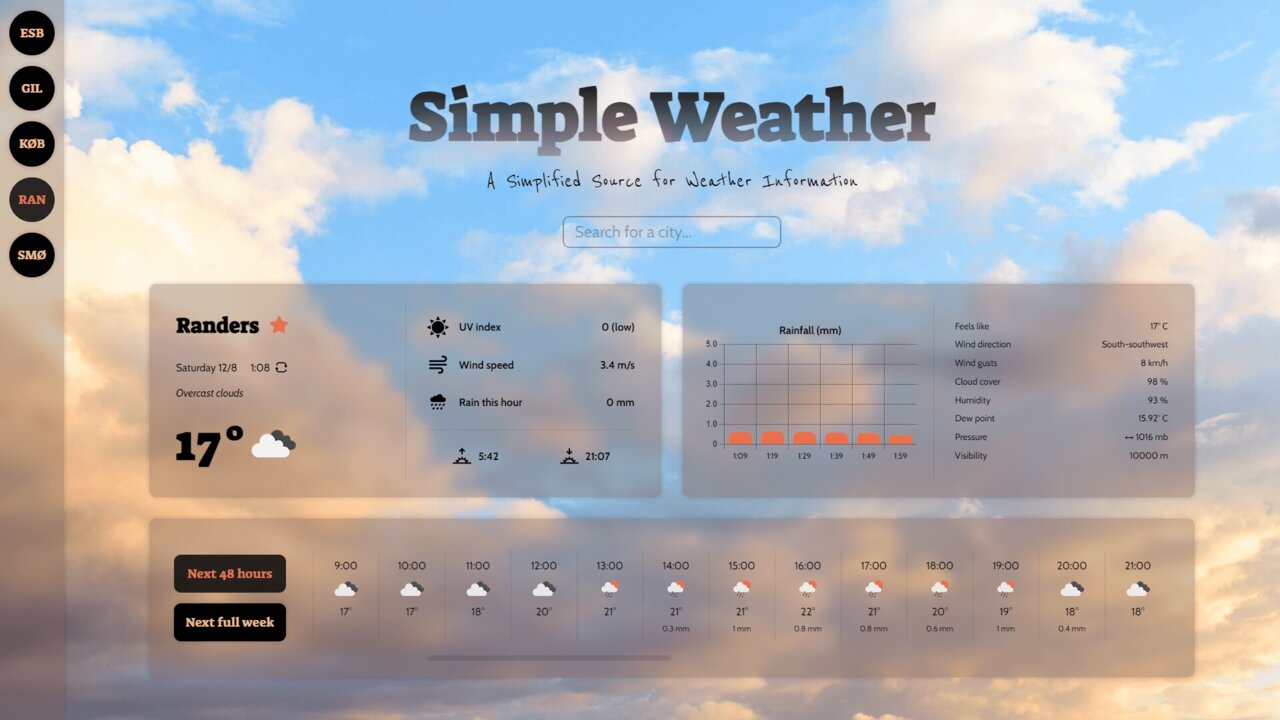 ESB
GIL
KØB
RAN
SMØ
Simple Weather
A Simplified Source for Weather Information
Search for a city...
Randers
Saturday 12/8 1:08
Overcast clouds
17°
UV index 0 (low)
Wind speed 3.4 m/s
Rain this hour 0 mm
5:42 21:07
Rainfall (mm)
5.0
4.0
3.0
2.0
1.0
0
1:09 1:19 1:29 1:39 1:49 1:59
Feels like 17° C
Wind direction South-southwest
Wind gusts 8 km/h
Cloud cover 98 %
Humidity 93 %
Dew point 15.92° C
Pressure ↔ 1016 mb
Visibility 10000 m
Next 48 hours
Next full week
9:00 10:00 11:00 12:00 13:00 14:00 15:00 16:00 17:00 18:00 19:00 20:00 21:00
17° 17° 18° 20° 21° 21° 21° 22° 21° 20° 19° 18° 18°
0.3 mm 1 mm 0.8 mm 0.8 mm 0.6 mm 1 mm 0.4 mm